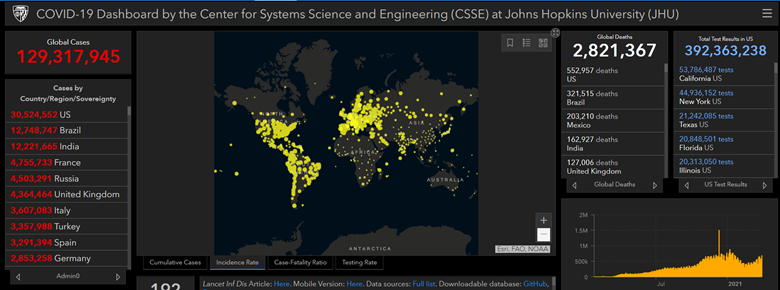 COVID-19 Dashboard by the Center for Systems Science and Engineering (CSSE) at Johns Hopkins University (JHU)
Global Cases
129,317,945
Cases by
Country/Region/Sovereignty
30,524,552 US
12,748,747 Brazil
12,221,665 India
4,755,733 France
4,503,291 Russia
4,364,464 United Kingdom
3,607,083 Italy
3,357,988 Turkey
3,291,394 Spain
2,853,258 Germany
Admin0
ASIA
AFRICA
AUSTRALIA
ANTARCTICA
Esri, FAO, NOAA
Cumulative Cases
Incidence Rate
Case-Fatality Ratio
Testing Rate
192
Lancet Inf Dis Article: Here. Mobile Version: Here. Data sources: Full list. Downloadable database: GitHub,
Global Deaths
2,821,367
552,957 deaths
US
321,515 deaths
Brazil
203,210 deaths
Mexico
162,927 deaths
India
127,006 deaths
United Kingdom
Global Deaths
Total Test Results in US
392,363,238
53,786,487 tests
California US
44,936,152 tests
New York US
21,242,085 tests
Texas US
20,848,501 tests
Florida US
20,313,050 tests
Illinois US
US Test Results
2M
1.5M
1M
500k
0
Jul
2021